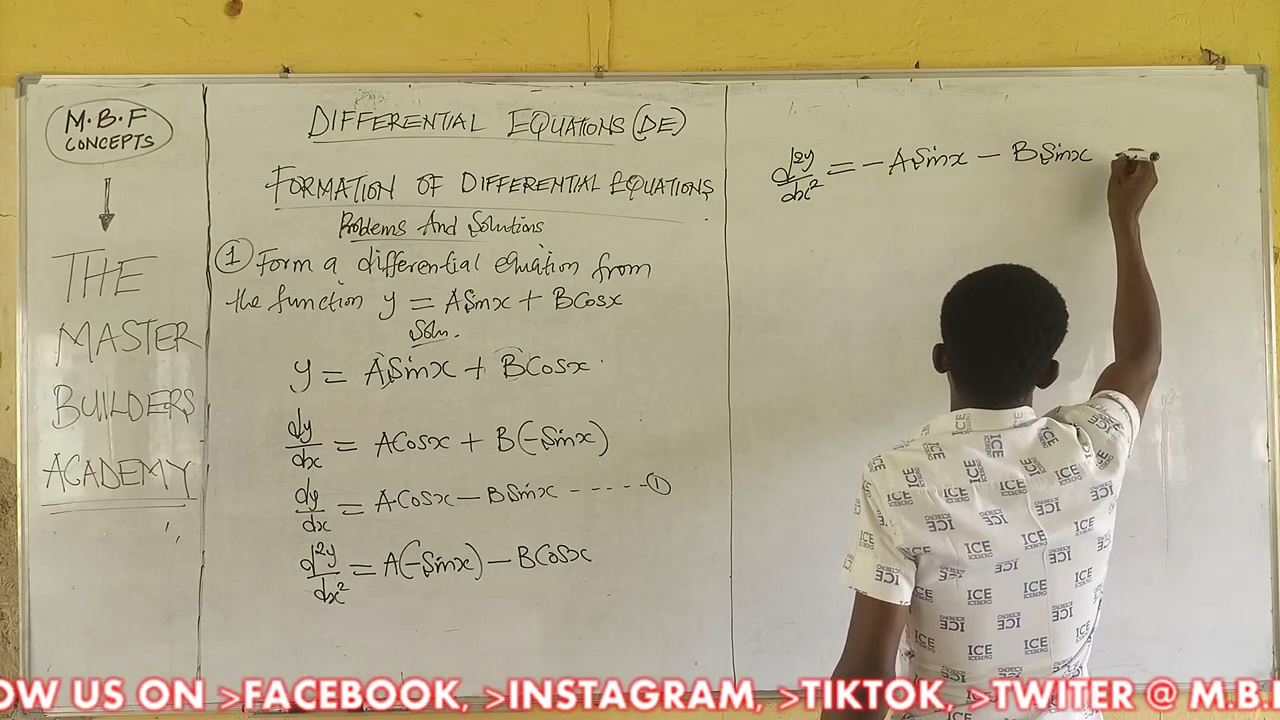 M.B.F
CONCEPTS
THE
MASTER
BUILDERS
ACADEMY
DIFFERENTIAL EQUATIONS (DE)
FORMATION OF DIFFERENTIAL EQUATIONS
Problems And Solutions
① Form a differential equation from
the function y = ASinx + BCosx
Soln.
y = ASinx + BCosx
dy/dx = ACosx + B(-Sinx)
dy/dx = ACosx - BSinx ------①
d²y/dx² = A(-Sinx) - BCosx
d²y/dx² = -ASinx - BSinx
ICE
ICEBERG
OW US ON >FACEBOOK, >INSTAGRAM, >TIKTOK, >TWITER @ M.B.